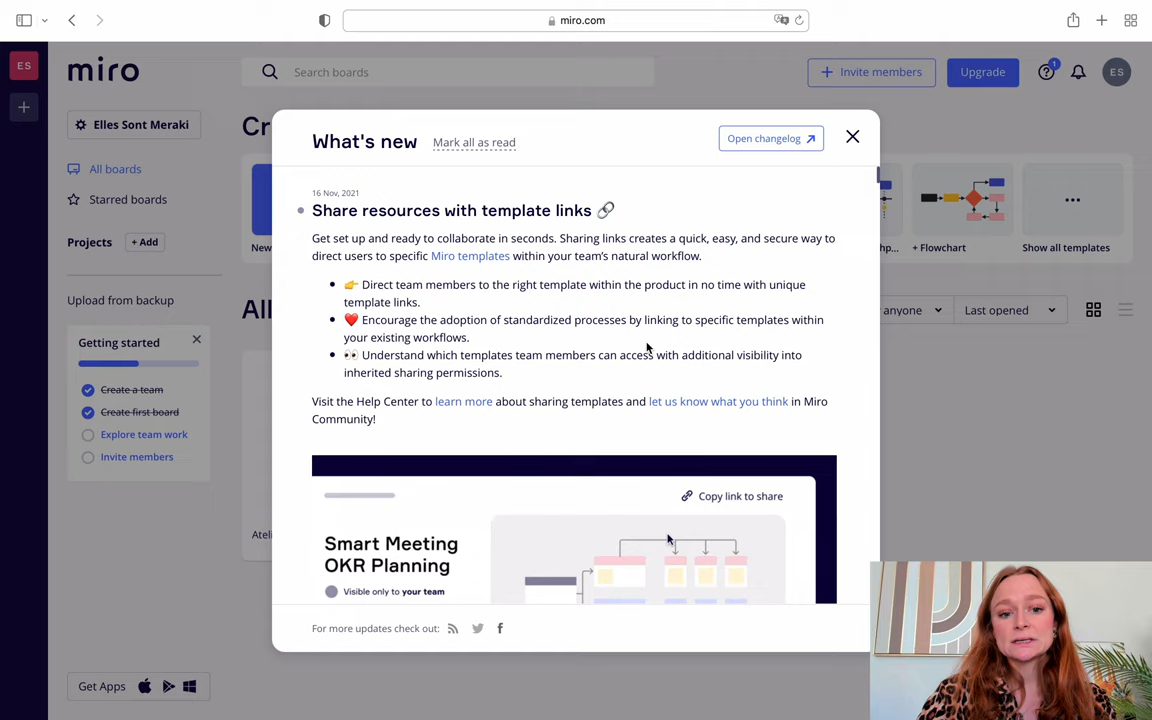 miro.com
ES
miro
Search boards
Invite members
Upgrade
1
ES
Elles Sont Meraki
All boards
Starred boards
Projects
+ Add
Upload from backup
Getting started
Create a team
Create first board
Explore team work
Invite members
Get Apps
New
+ Flowchart
Show all templates
anyone
Last opened
What's new
Mark all as read
Open changelog
16 Nov, 2021
Share resources with template links
Get set up and ready to collaborate in seconds. Sharing links creates a quick, easy, and secure way to
direct users to specific Miro templates within your team's natural workflow.
• 👉 Direct team members to the right template within the product in no time with unique
template links.
• ❤️ Encourage the adoption of standardized processes by linking to specific templates within
your existing workflows.
• 👀 Understand which templates team members can access with additional visibility into
inherited sharing permissions.
Visit the Help Center to learn more about sharing templates and let us know what you think in Miro
Community!
Copy link to share
Smart Meeting
OKR Planning
Visible only to your team
For more updates check out: